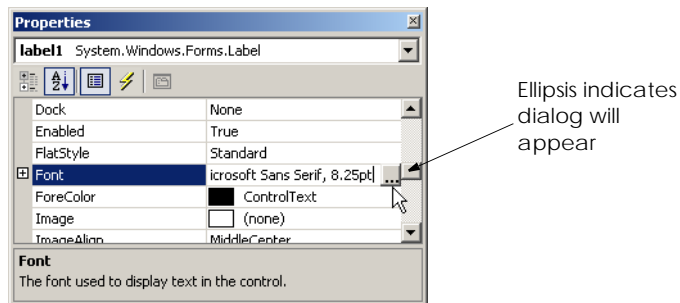 Properties
label1 System.Windows.Forms.Label
Dock None
Enabled True
FlatStyle Standard
Font icrosoft Sans Serif, 8.25pt ...
ForeColor ControlText
Image (none)
ImageAlign MiddleCenter
Font
The font used to display text in the control.
Ellipsis indicates
dialog will
appear